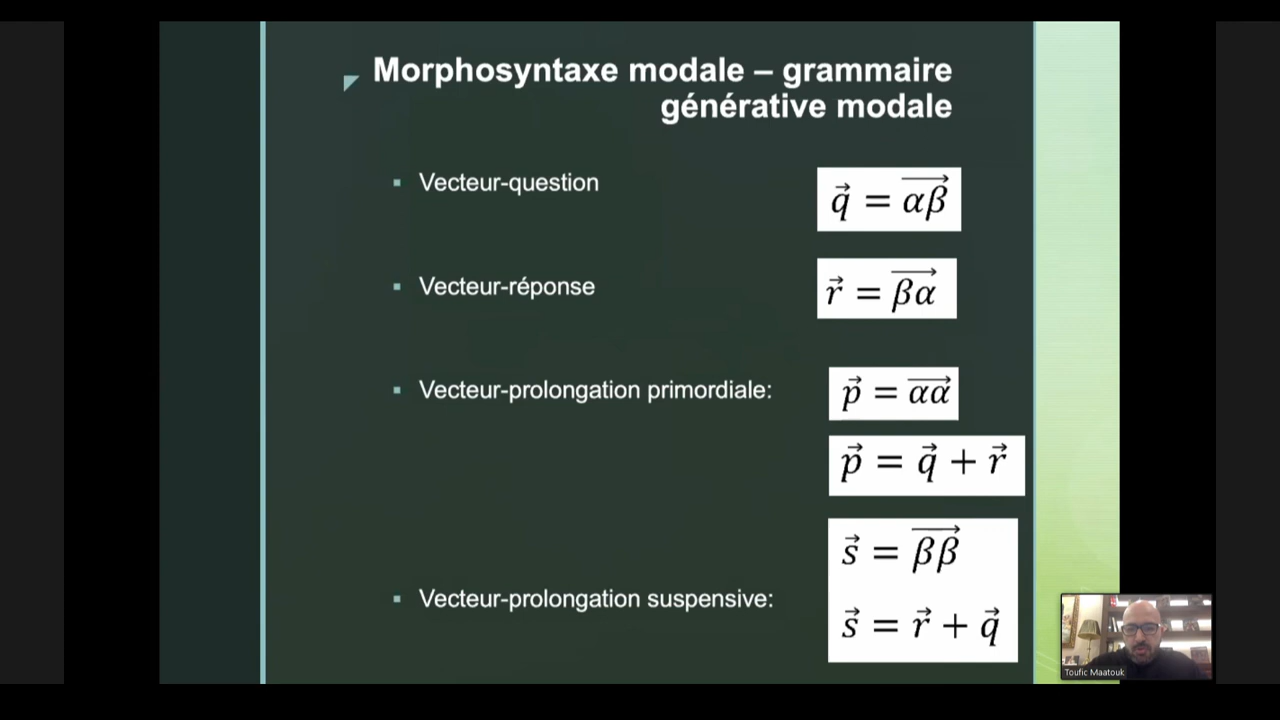 Morphosyntaxe modale – grammaire
générative modale
▪ Vecteur-question
q⃗ = αβ⃗
▪ Vecteur-réponse
r⃗ = βα⃗
▪ Vecteur-prolongation primordiale:
p⃗ = αα⃗
p⃗ = q⃗ + r⃗
s⃗ = ββ⃗
▪ Vecteur-prolongation suspensive:
s⃗ = r⃗ + q⃗
Toufic Maatouk